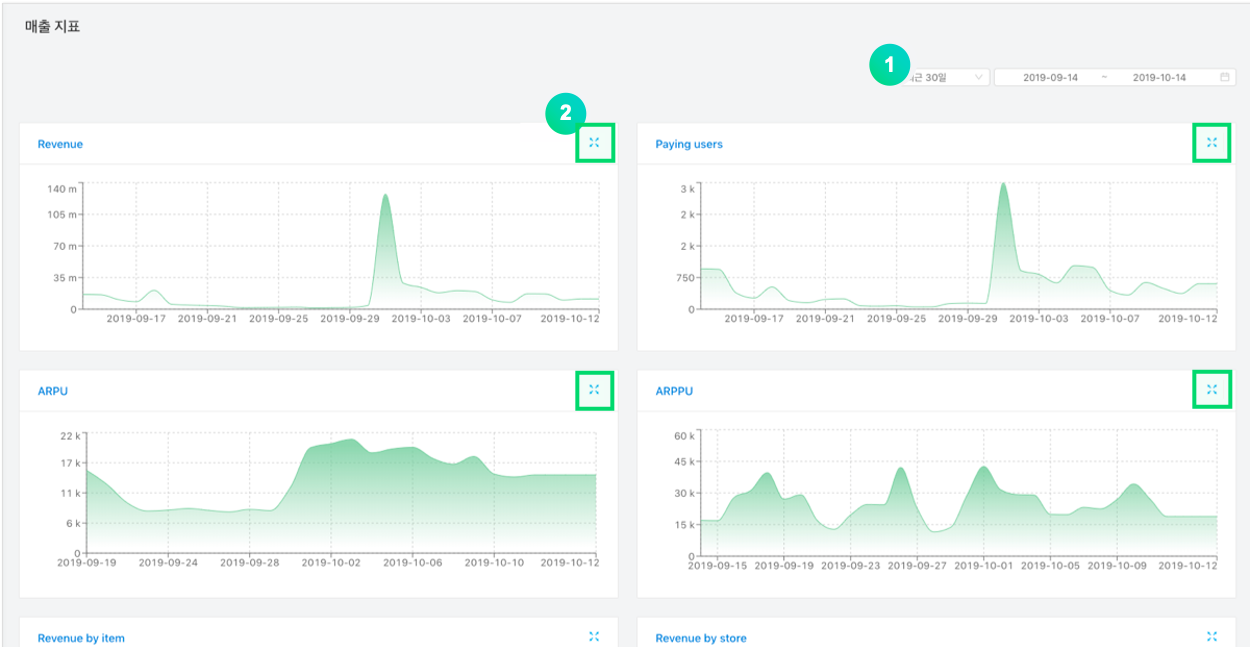 매출 지표
1
근 30일
2019-09-14 ~ 2019-10-14
2
Revenue
140 m
105 m
70 m
35 m
0
2019-09-17 2019-09-21 2019-09-25 2019-09-29 2019-10-03 2019-10-07 2019-10-12
Paying users
3 k
2 k
2 k
750
0
2019-09-17 2019-09-21 2019-09-25 2019-09-29 2019-10-03 2019-10-07 2019-10-12
ARPU
22 k
17 k
11 k
6 k
0
2019-09-19 2019-09-24 2019-09-28 2019-10-02 2019-10-06 2019-10-10 2019-10-12
ARPPU
60 k
45 k
30 k
15 k
0
2019-09-15 2019-09-19 2019-09-23 2019-09-27 2019-10-01 2019-10-05 2019-10-09 2019-10-12
Revenue by item
Revenue by store